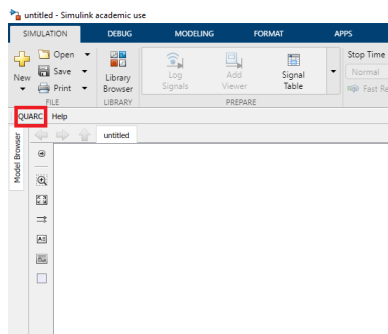 untitled - Simulink academic use
SIMULATION DEBUG MODELING FORMAT APPS
New
Open
Save
Print
FILE
Library Browser
LIBRARY
Log Signals
Add Viewer
Signal Table
PREPARE
Stop Time
Normal
Fast Re
QUARC Help
Model Browser
untitled